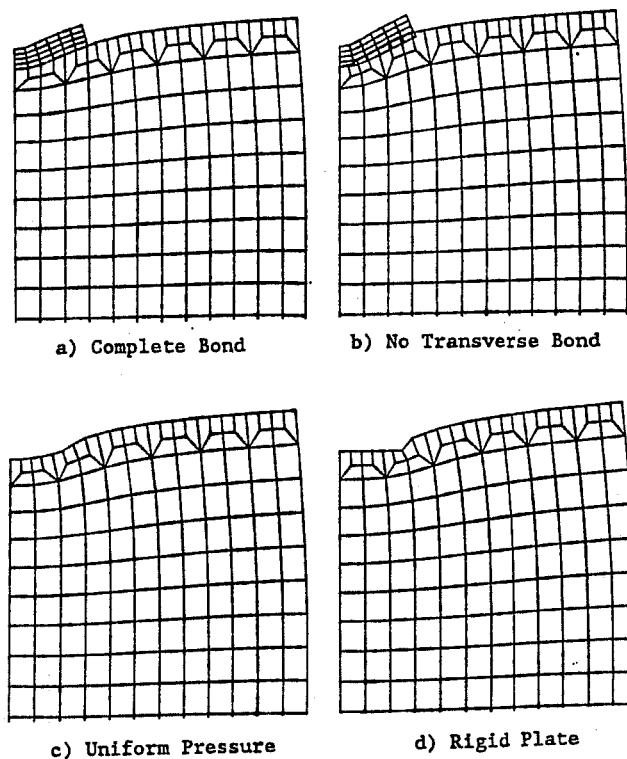 a) Complete Bond
b) No Transverse Bond
c) Uniform Pressure
d) Rigid Plate